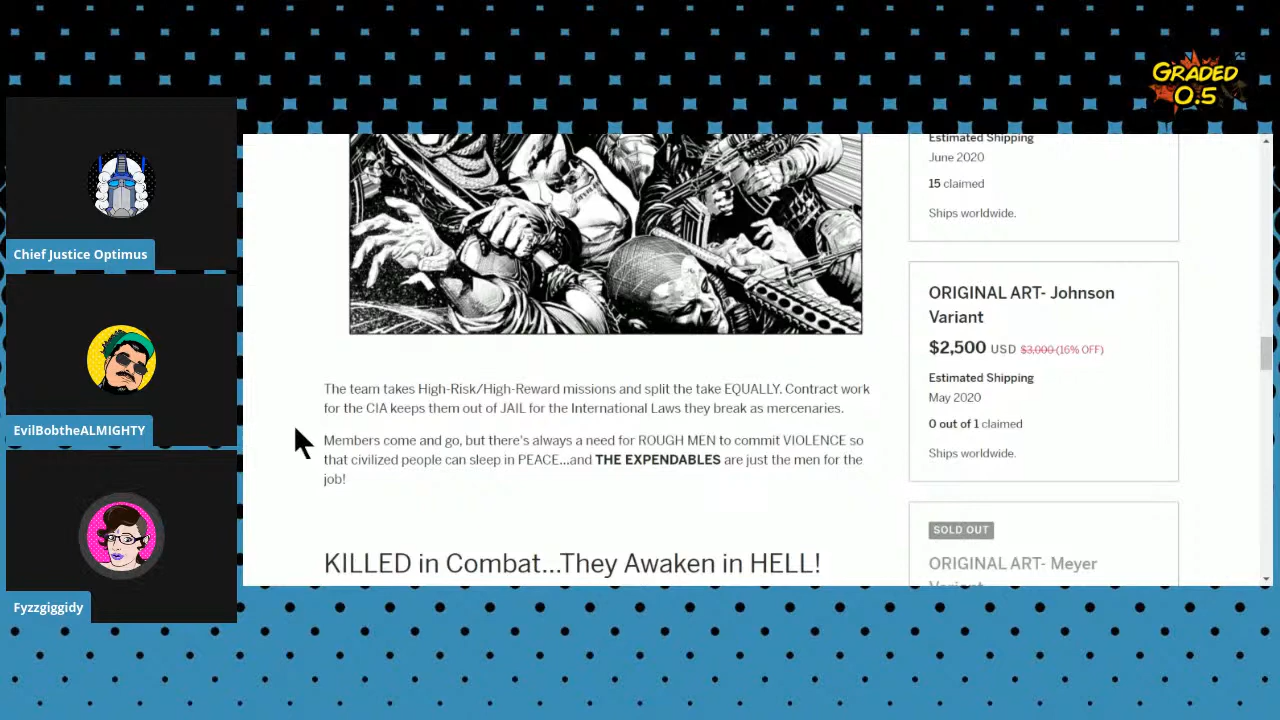 GRADED
0.5
Chief Justice Optimus
EvilBobtheALMIGHTY
Fyzzgiggidy
The team takes High-Risk/High-Reward missions and split the take EQUALLY. Contract work
for the CIA keeps them out of JAIL for the International Laws they break as mercenaries.
Members come and go, but there's always a need for ROUGH MEN to commit VIOLENCE so
that civilized people can sleep in PEACE...and THE EXPENDABLES are just the men for the
job!
KILLED in Combat...They Awaken in HELL!
Estimated Shipping
June 2020
15 claimed
Ships worldwide.
ORIGINAL ART- Johnson
Variant
$2,500 USD $3,000 (16% OFF)
Estimated Shipping
May 2020
0 out of 1 claimed
Ships worldwide.
SOLD OUT
ORIGINAL ART- Meyer
Variant